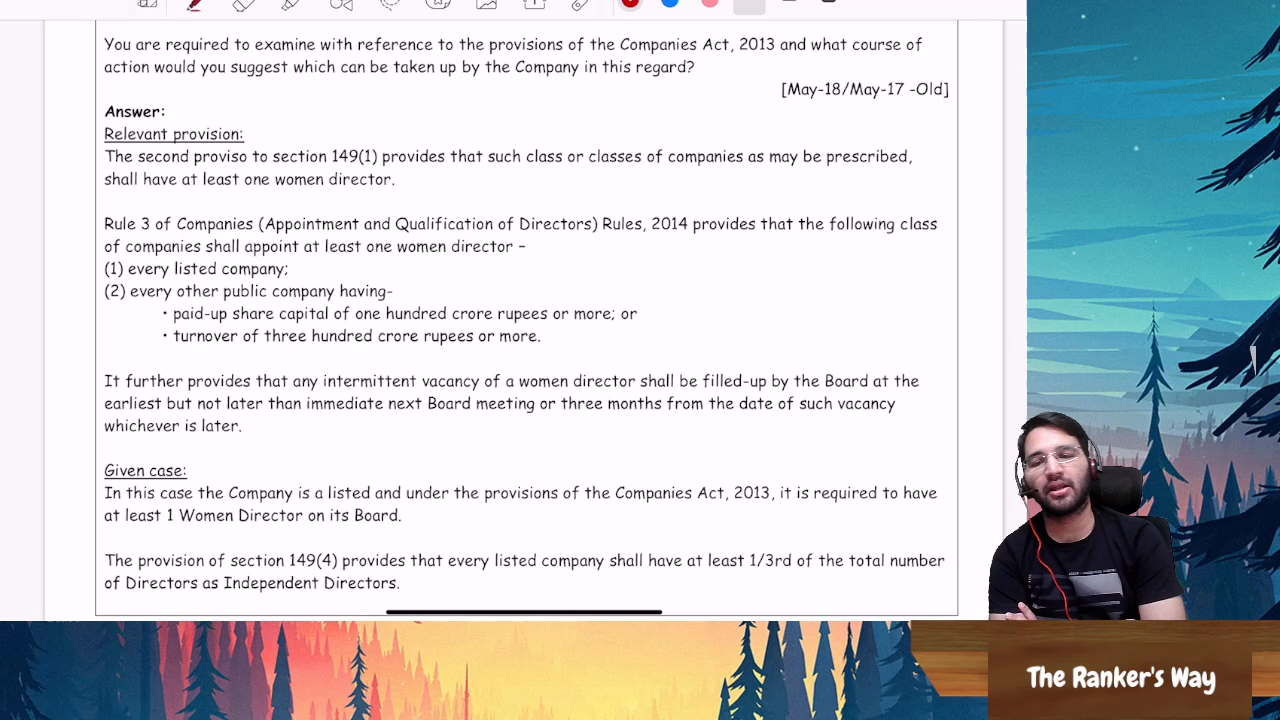 You are required to examine with reference to the provisions of the Companies Act, 2013 and what course of
action would you suggest which can be taken up by the Company in this regard?
[May-18/May-17 -Old]
Answer:
Relevant provision:
The second proviso to section 149(1) provides that such class or classes of companies as may be prescribed,
shall have at least one women director.
Rule 3 of Companies (Appointment and Qualification of Directors) Rules, 2014 provides that the following class
of companies shall appoint at least one women director –
(1) every listed company;
(2) every other public company having-
• paid-up share capital of one hundred crore rupees or more; or
• turnover of three hundred crore rupees or more.
It further provides that any intermittent vacancy of a women director shall be filled-up by the Board at the
earliest but not later than immediate next Board meeting or three months from the date of such vacancy
whichever is later.
Given case:
In this case the Company is a listed and under the provisions of the Companies Act, 2013, it is required to have
at least 1 Women Director on its Board.
The provision of section 149(4) provides that every listed company shall have at least 1/3rd of the total number
of Directors as Independent Directors.
The Ranker's Way